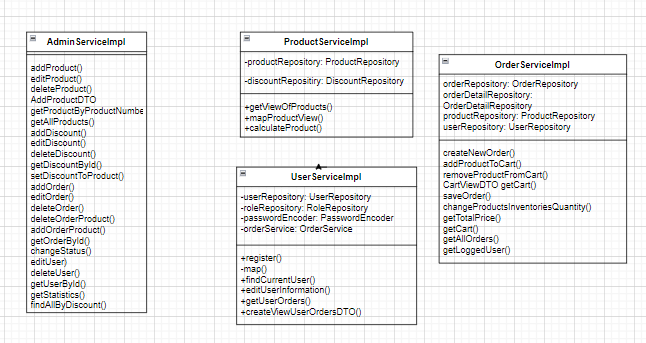 AdminServiceImpl
addProduct()
editProduct()
deleteProduct()
AddProductDTO
getProductByProductNumbe
getAllProducts()
addDiscount()
editDiscount()
deleteDiscount()
getDiscountById()
setDiscountToProduct()
addOrder()
editOrder()
deleteOrder()
deleteOrderProduct()
addOrderProduct()
getOrderById()
changeStatus()
editUser)
deleteUser()
getUserById()
getStatistics()
findAllByDiscount()
ProductServiceImpl
-productRepository: ProductRepository
-discountRepositiry: DiscountRepository
+getViewOfProducts()
+mapProductView()
+calculateProduct()
UserServiceImpl
-userRepository: UserRepository
-roleRepository: RoleRepository
-passwordEncoder: PasswordEncoder
-orderService: OrderService
+register()
-map()
+findCurrentUser()
+editUserInformation()
+getUserOrders()
+createViewUserOrdersDTO()
OrderServiceImpl
orderRepository: OrderRepository
orderDetailRepository:
OrderDetailRepository
productRepository: ProductRepository
userRepository: UserRepository
createNewOrder()
addProductToCart()
removeProductFromCart()
CartViewDTO getCart()
saveOrder()
changeProductsInventoriesQuantity()
getTotalPrice()
getCart()
getAllOrders()
getLoggedUser()